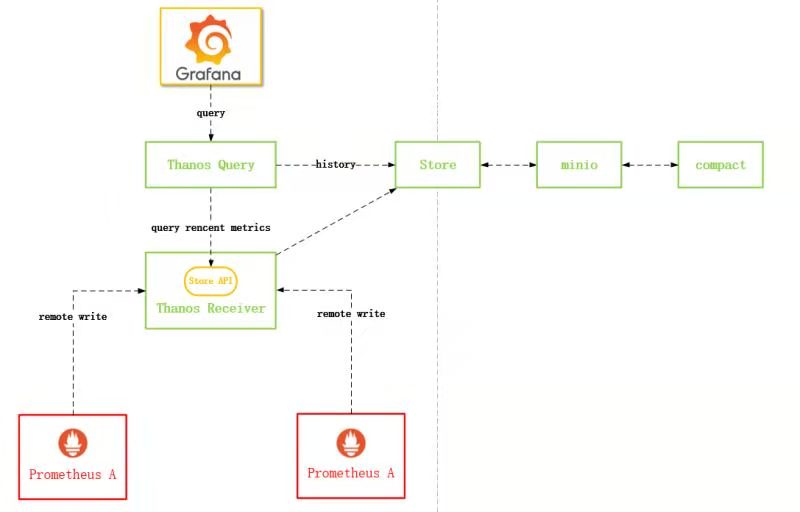 Grafana
query
Thanos Query
history
Store
minio
compact
query rencent metrics
Store API
Thanos Receiver
remote write
remote write
Prometheus A
Prometheus A